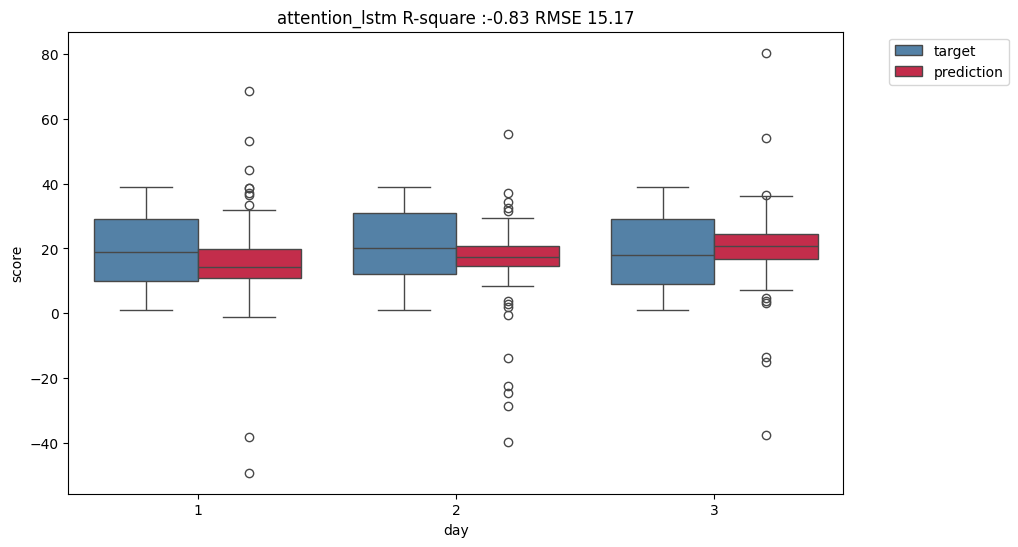 attention_lstm R-square :-0.83 RMSE 15.17
target
prediction
80
60
40
20
0
−20
−40
score
1
2
3
day